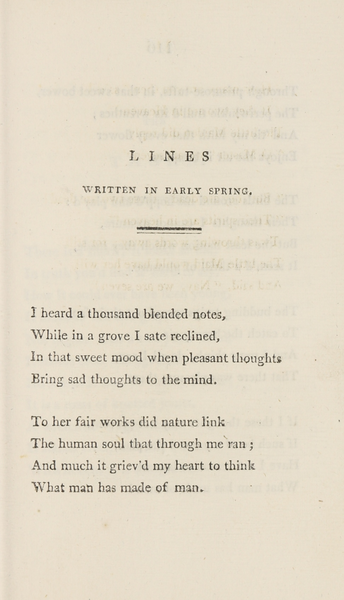 LINES
WRITTEN IN EARLY SPRING,
I heard a thousand blended notes,
While in a grove I sate reclined,
In that sweet mood when pleasant thoughts
Bring sad thoughts to the mind.
To her fair works did nature link
The human soul that through me ran;
And much it griev'd my heart to think
What man has made of man.